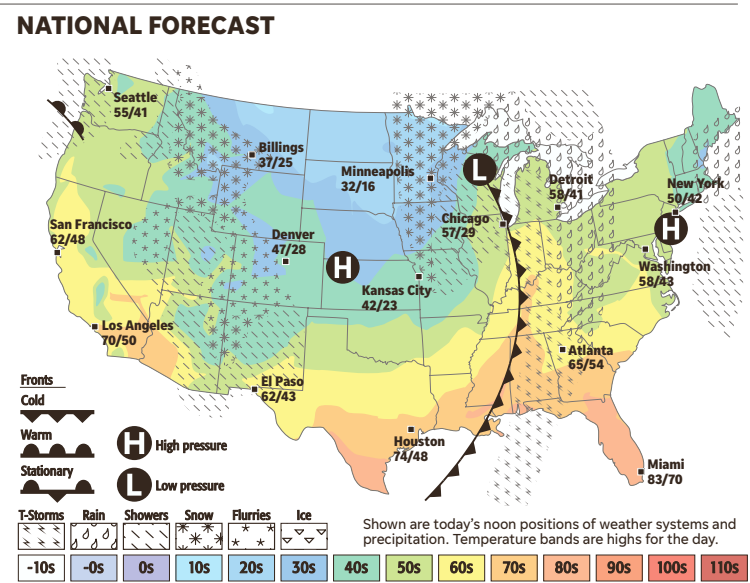 NATIONAL FORECAST
Seattle
55/41
Billings
37/25
Minneapolis
32/16
L
Detroit
58/41
New York
50/42
San Francisco
62/48
Chicago
57/29
H
Denver
47/28
H
Washington
58/43
Kansas City
42/23
Los Angeles
70/50
Atlanta
65/54
El Paso
62/43
Houston
74/48
Miami
83/70
Fronts
Cold
Warm
H High pressure
Stationary
L Low pressure
T-Storms Rain Showers Snow Flurries Ice
Shown are today's noon positions of weather systems and
precipitation. Temperature bands are highs for the day.
-10s -0s 0s 10s 20s 30s 40s 50s 60s 70s 80s 90s 100s 110s